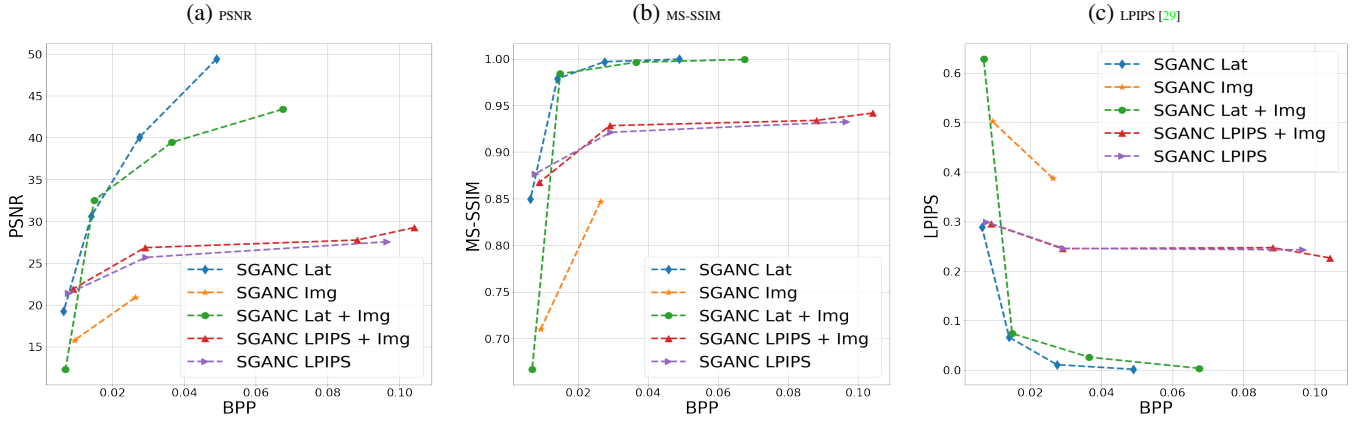 (a) PSNR
50
45
40
35
30
25
20
15
PSNR
0.02 0.04 0.06 0.08 0.10
BPP
SGANC Lat
SGANC Img
SGANC Lat + Img
SGANC LPIPS + Img
SGANC LPIPS
(b) MS-SSIM
1.00
0.95
0.90
0.85
0.80
0.75
0.70
MS-SSIM
0.02 0.04 0.06 0.08 0.10
BPP
SGANC Lat
SGANC Img
SGANC Lat + Img
SGANC LPIPS + Img
SGANC LPIPS
(c) LPIPS [29]
0.6
0.5
0.4
0.3
0.2
0.1
0.0
LPIPS
0.02 0.04 0.06 0.08 0.10
BPP
SGANC Lat
SGANC Img
SGANC Lat + Img
SGANC LPIPS + Img
SGANC LPIPS